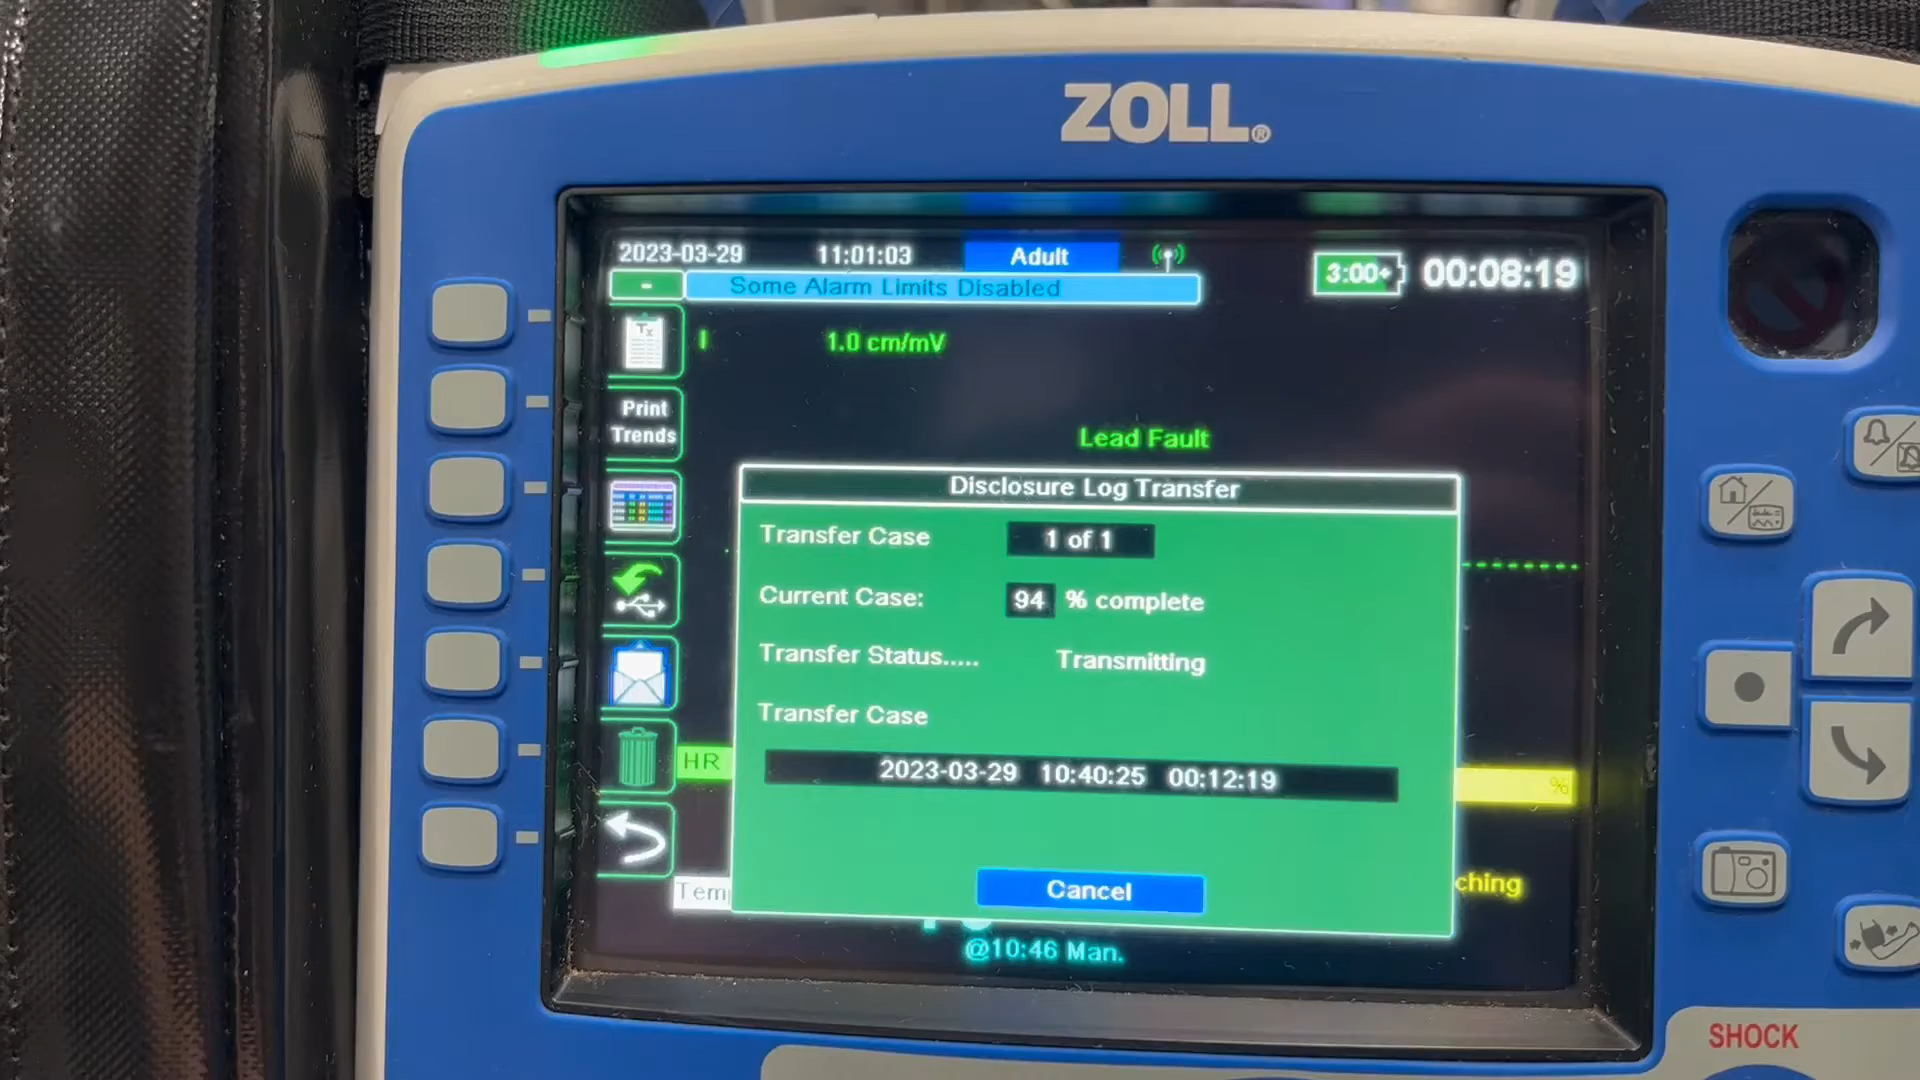 ZOLL®
2023-03-29 11:01:03 Adult 3:00+ 00:08:19
- Some Alarm Limits Disabled
Tx
I 1.0 cm/mV
Print
Trends
Lead Fault
Disclosure Log Transfer
Transfer Case 1 of 1
Current Case: 94 % complete
Transfer Status..... Transmitting
Transfer Case
HR
%
2023-03-29 10:40:25 00:12:19
Tem
Cancel
ching
@10:46 Man.
SHOCK